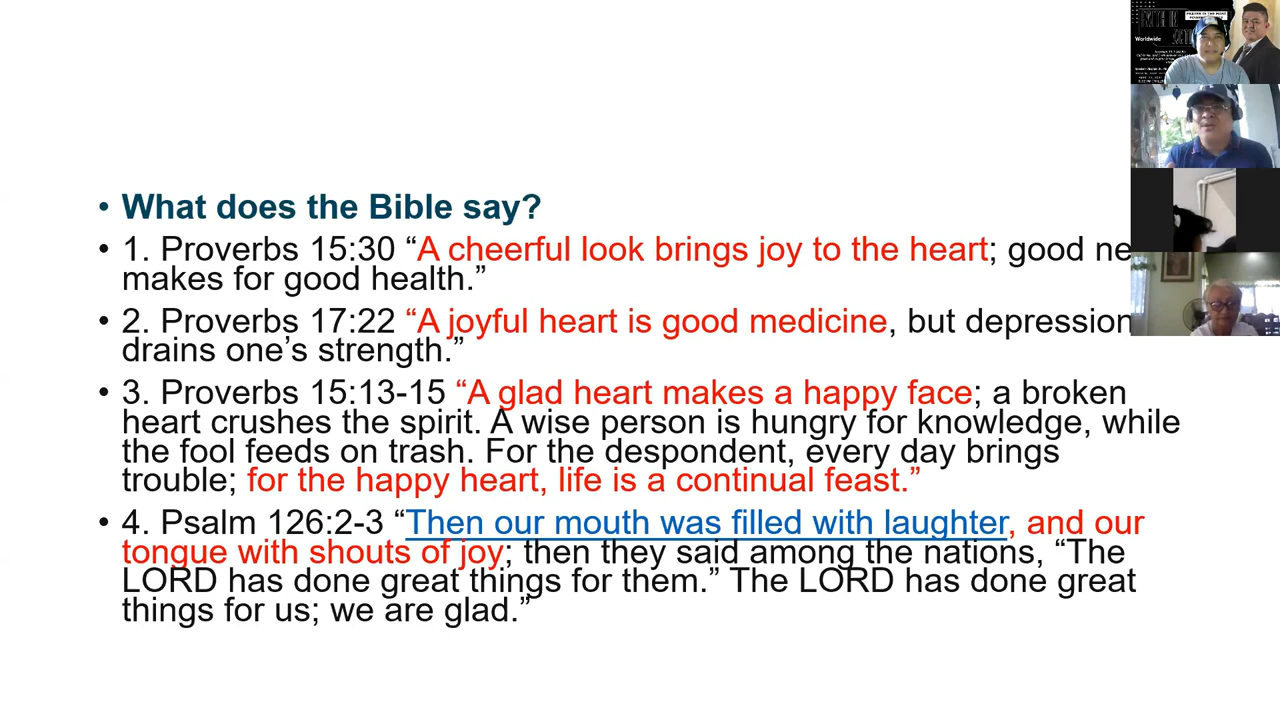 • What does the Bible say?
• 1. Proverbs 15:30 “A cheerful look brings joy to the heart; good ne
makes for good health.”
• 2. Proverbs 17:22 “A joyful heart is good medicine, but depression
drains one’s strength.”
• 3. Proverbs 15:13-15 “A glad heart makes a happy face; a broken
heart crushes the spirit. A wise person is hungry for knowledge, while
the fool feeds on trash. For the despondent, every day brings
trouble; for the happy heart, life is a continual feast.”
• 4. Psalm 126:2-3 “Then our mouth was filled with laughter, and our
tongue with shouts of joy; then they said among the nations, “The
LORD has done great things for them.” The LORD has done great
things for us; we are glad.”
Worldwide